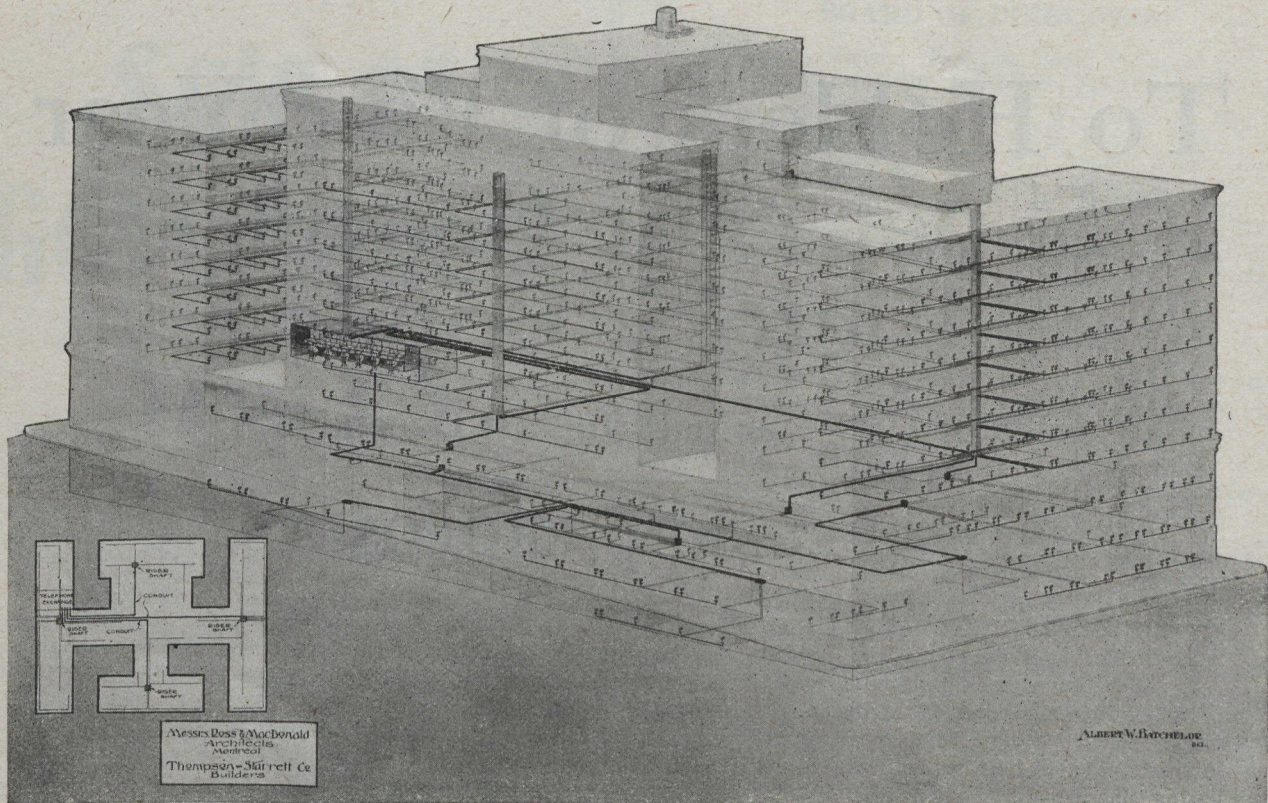 RISER
SHAFT
TELEPHONE
EXCHANGE
CONDUIT
RISER
SHAFT
CONDUIT
RISER
SHAFT
RISER
SHAFT
Messrs Ross & MacDonald
Architects
Montreal
Thompson-Starrett Co
Builders
ALBERT·W·BATCHELOR
DEL.